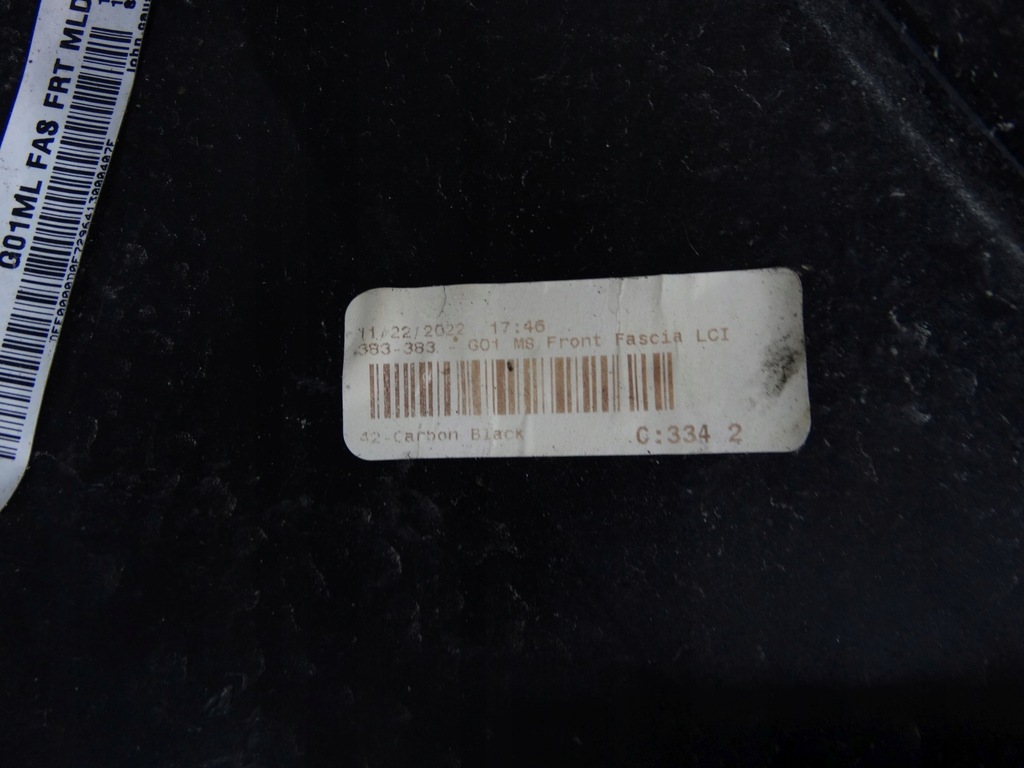 G01ML FAS FRT MLD
11/22/2022 17:46
383-383 - G01 MS Front Fascia LCI
42-Carbon Black
C:334 2